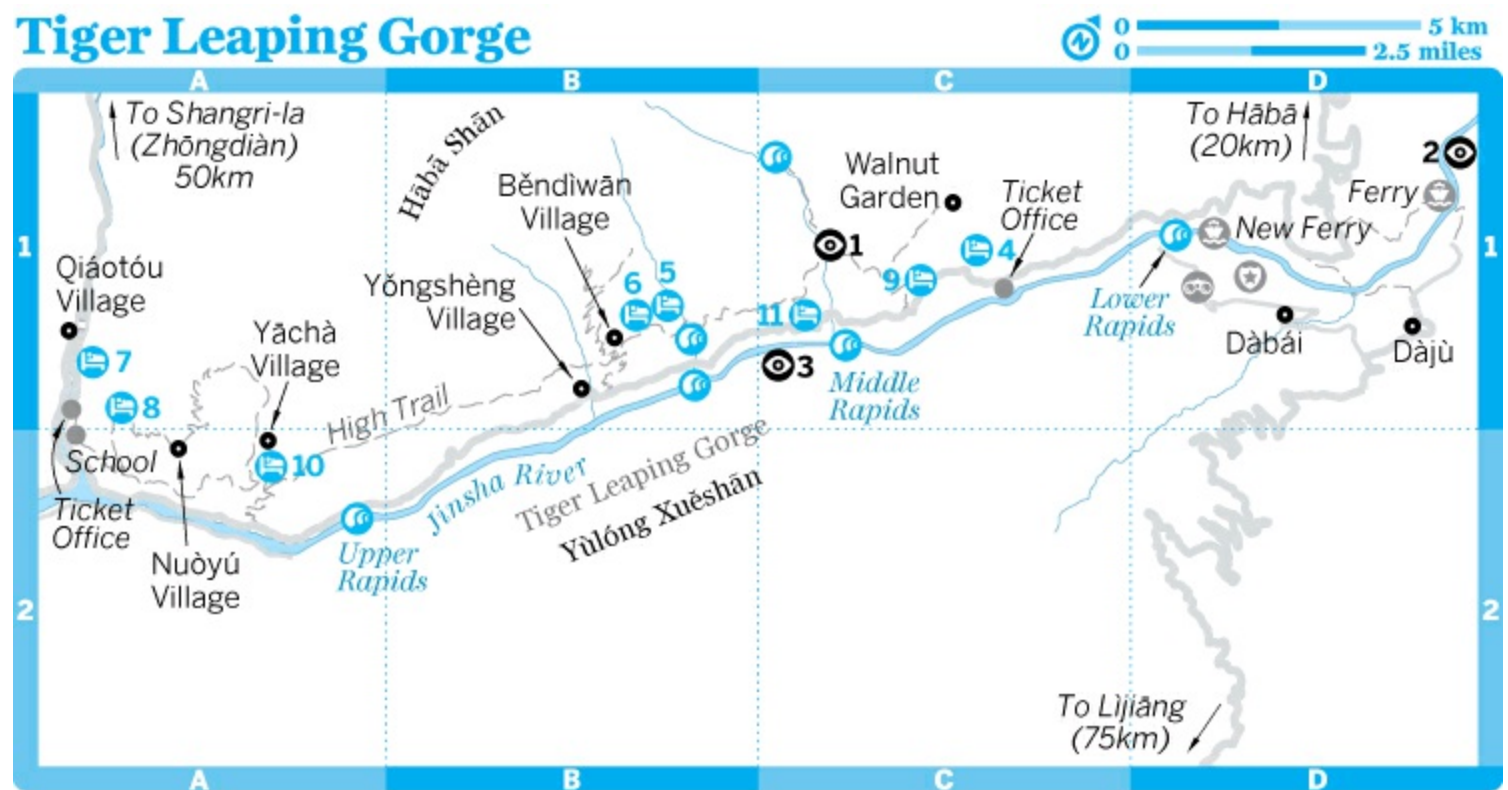 Tiger Leaping Gorge
N
0
5 km
0
2.5 miles
A
B
C
D
1
2
1
2
To Shangri-la
(Zhōngdiàn)
50km
Hābā Shān
Běndìwān
Village
Walnut
Garden
Ticket
Office
To Hābā
(20km)
2
Ferry
New Ferry
1
4
9
Qiáotóu
Village
Yǒngshèng
Village
6
5
11
Lower
Rapids
Dàbái
Dàjù
7
Yāchà
Village
8
High Trail
3
Middle
Rapids
School
10
Ticket
Office
Nuòyú
Village
Upper
Rapids
Jinsha River
Tiger Leaping Gorge
Yùlóng Xuěshān
To Lìjiāng
(75km)
A
B
C
D